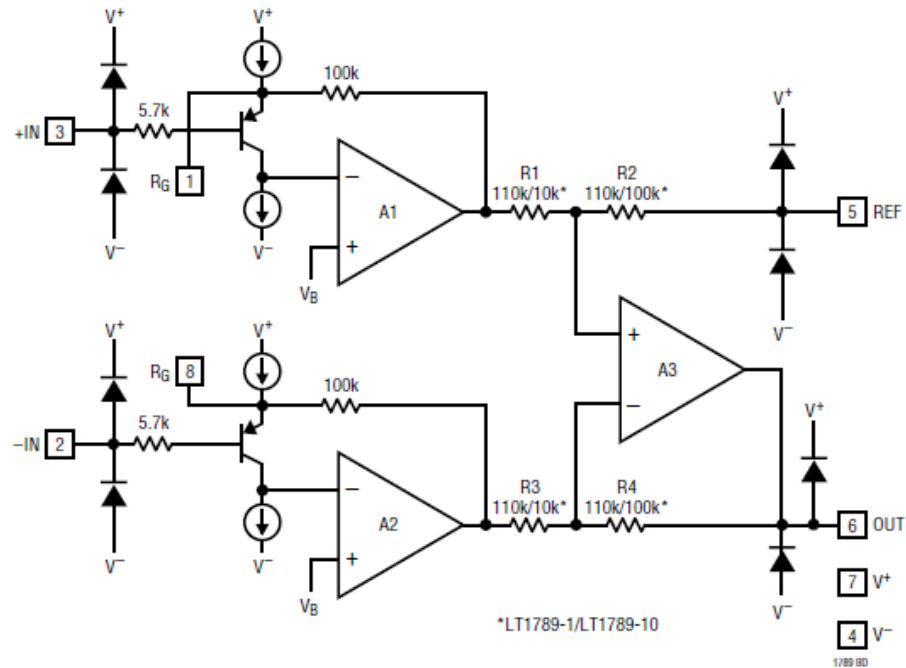 V+
V+
100k
5.7k
+IN 3
RG 1
V−
V−
A1
−
+
VB
R1
110k/10k*
R2
110k/100k*
V+
5 REF
V−
V+
V+
RG 8
100k
5.7k
−IN 2
V−
V−
A2
−
+
VB
+
−
A3
R3
110k/10k*
R4
110k/100k*
V+
6 OUT
V−
7 V+
4 V−
*LT1789-1/LT1789-10
1789 BD